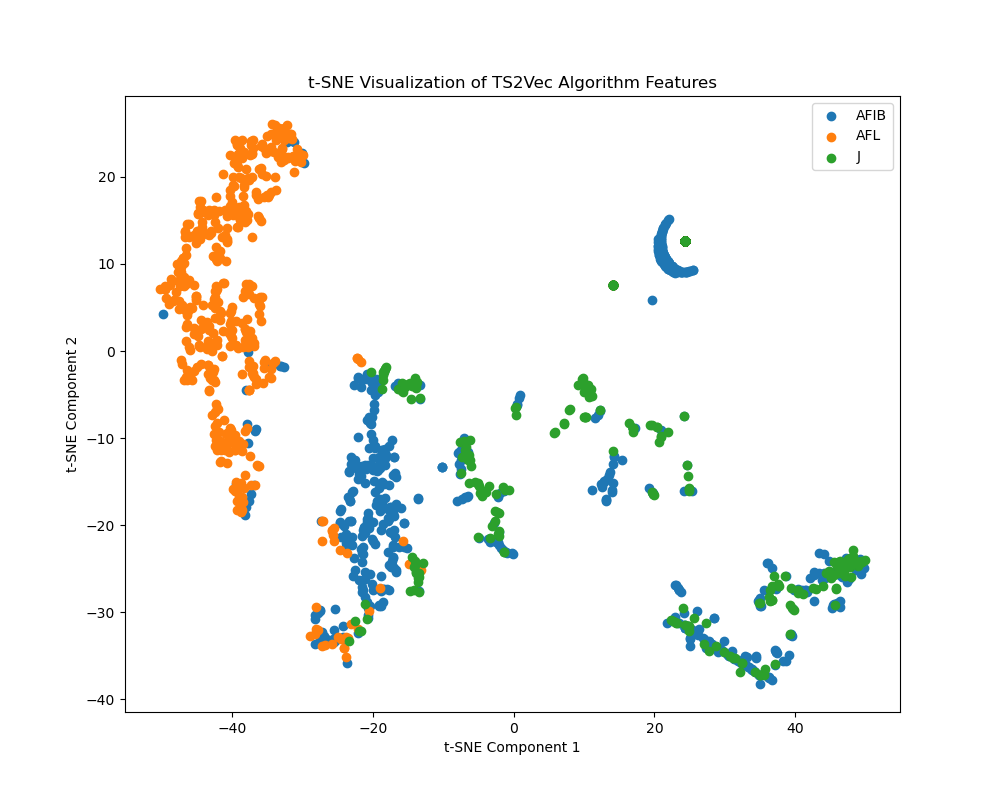 t-SNE Visualization of TS2Vec Algorithm Features
AFIB
AFL
J
20
10
0
−10
−20
−30
−40
t-SNE Component 2
−40
−20
0
20
40
t-SNE Component 1